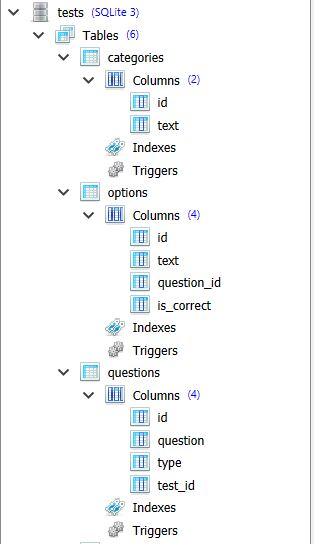 tests (SQLite 3)
Tables (6)
categories
Columns (2)
id
text
Indexes
Triggers
options
Columns (4)
id
text
question_id
is_correct
Indexes
Triggers
questions
Columns (4)
id
question
type
test_id
Indexes
Triggers